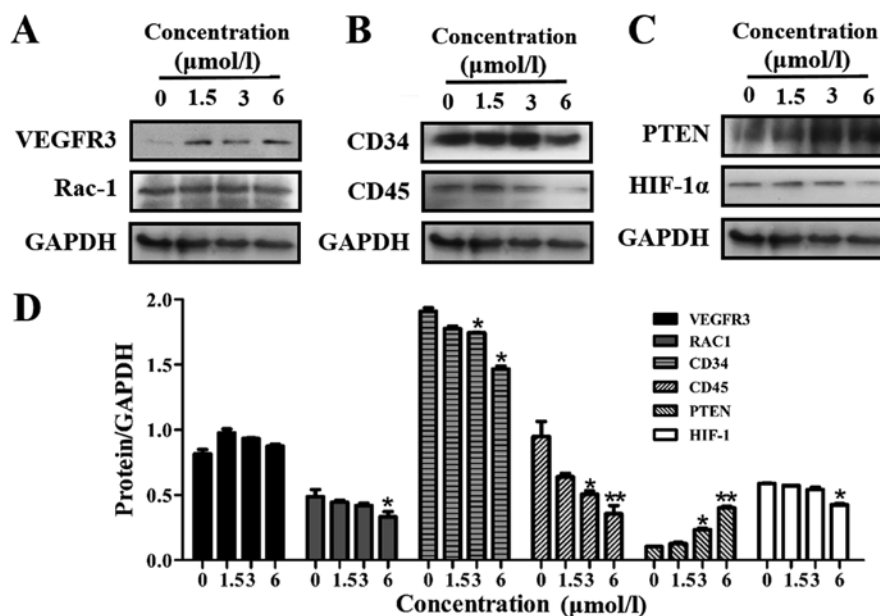 A
Concentration
(µmol/l)
0 1.5 3 6
VEGFR3
Rac-1
GAPDH
B
Concentration
(µmol/l)
0 1.5 3 6
CD34
CD45
GAPDH
C
Concentration
(µmol/l)
0 1.5 3 6
PTEN
HIF-1α
GAPDH
D
Protein/GAPDH
2.0
1.5
1.0
0.5
0.0
* * * * ** * ** *
VEGFR3
RAC1
CD34
CD45
PTEN
HIF-1
0 1.53 6 0 1.53 6 0 1.53 6 0 1.53 6 0 1.53 6 0 1.53 6
Concentration (µmol/l)